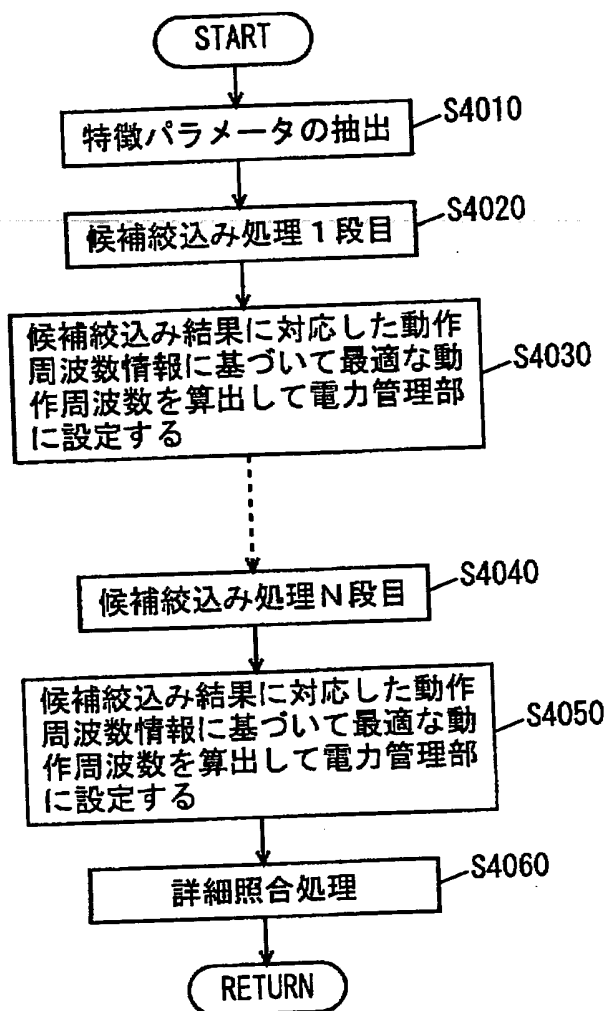 START
特徴パラメータの抽出
S4010
候補絞込み処理1段目
S4020
候補絞込み結果に対応した動作
周波数情報に基づいて最適な動
作周波数を算出して電力管理部
に設定する
S4030
候補絞込み処理N段目
S4040
候補絞込み結果に対応した動作
周波数情報に基づいて最適な動
作周波数を算出して電力管理部
に設定する
S4050
詳細照合処理
S4060
RETURN